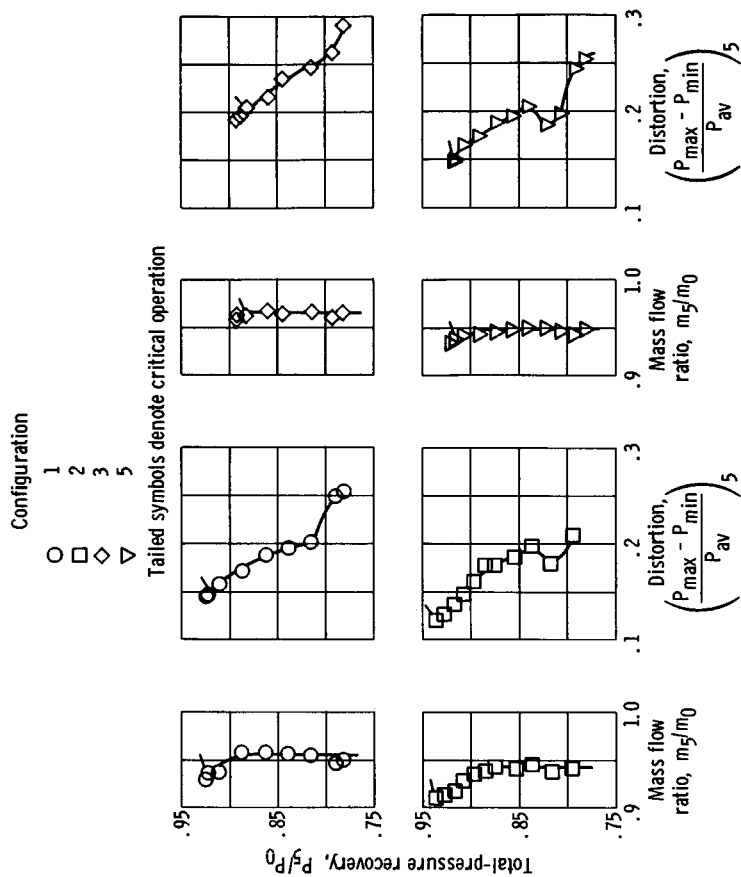 Configuration
1
2
3
5
Tailed symbols denote critical operation
Total-pressure recovery, P5/P0
.95
.85
.75
.95
.85
.75
.9
1.0
Mass flow
ratio, m5/m0
.1
.2
.3
Distortion,
(Pmax - Pmin
Pav)5
.9
1.0
Mass flow
ratio, m5/m0
.1
.2
.3
Distortion,
(Pmax - Pmin
Pav)5